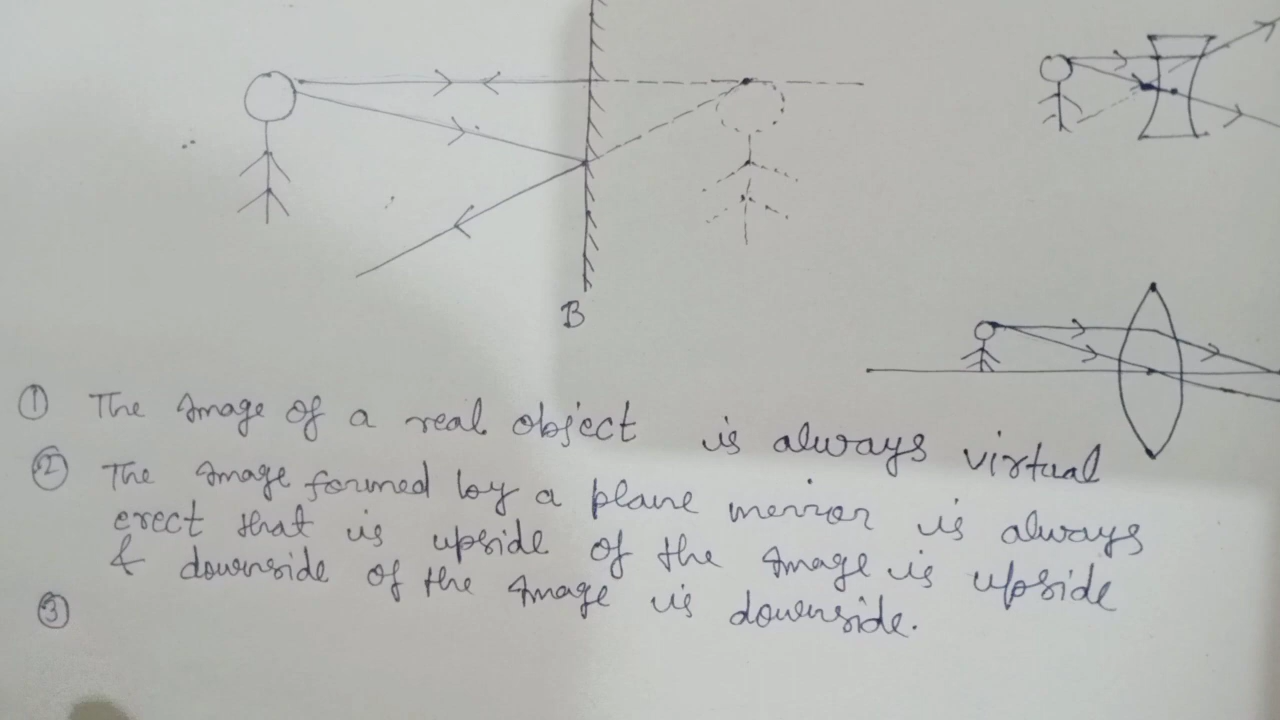 B
① The Image of a real object is always virtual
② The Image formed by a plane mirror is always
erect that is upside of the Image is upside
& downside of the Image is downside.
③